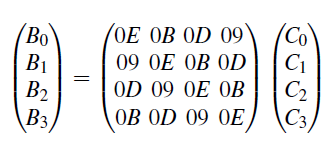 B₀ 0E 0B 0D 09 C₀
B₁ = 09 0E 0B 0D C₁
B₂ 0D 09 0E 0B C₂
B₃ 0B 0D 09 0E C₃